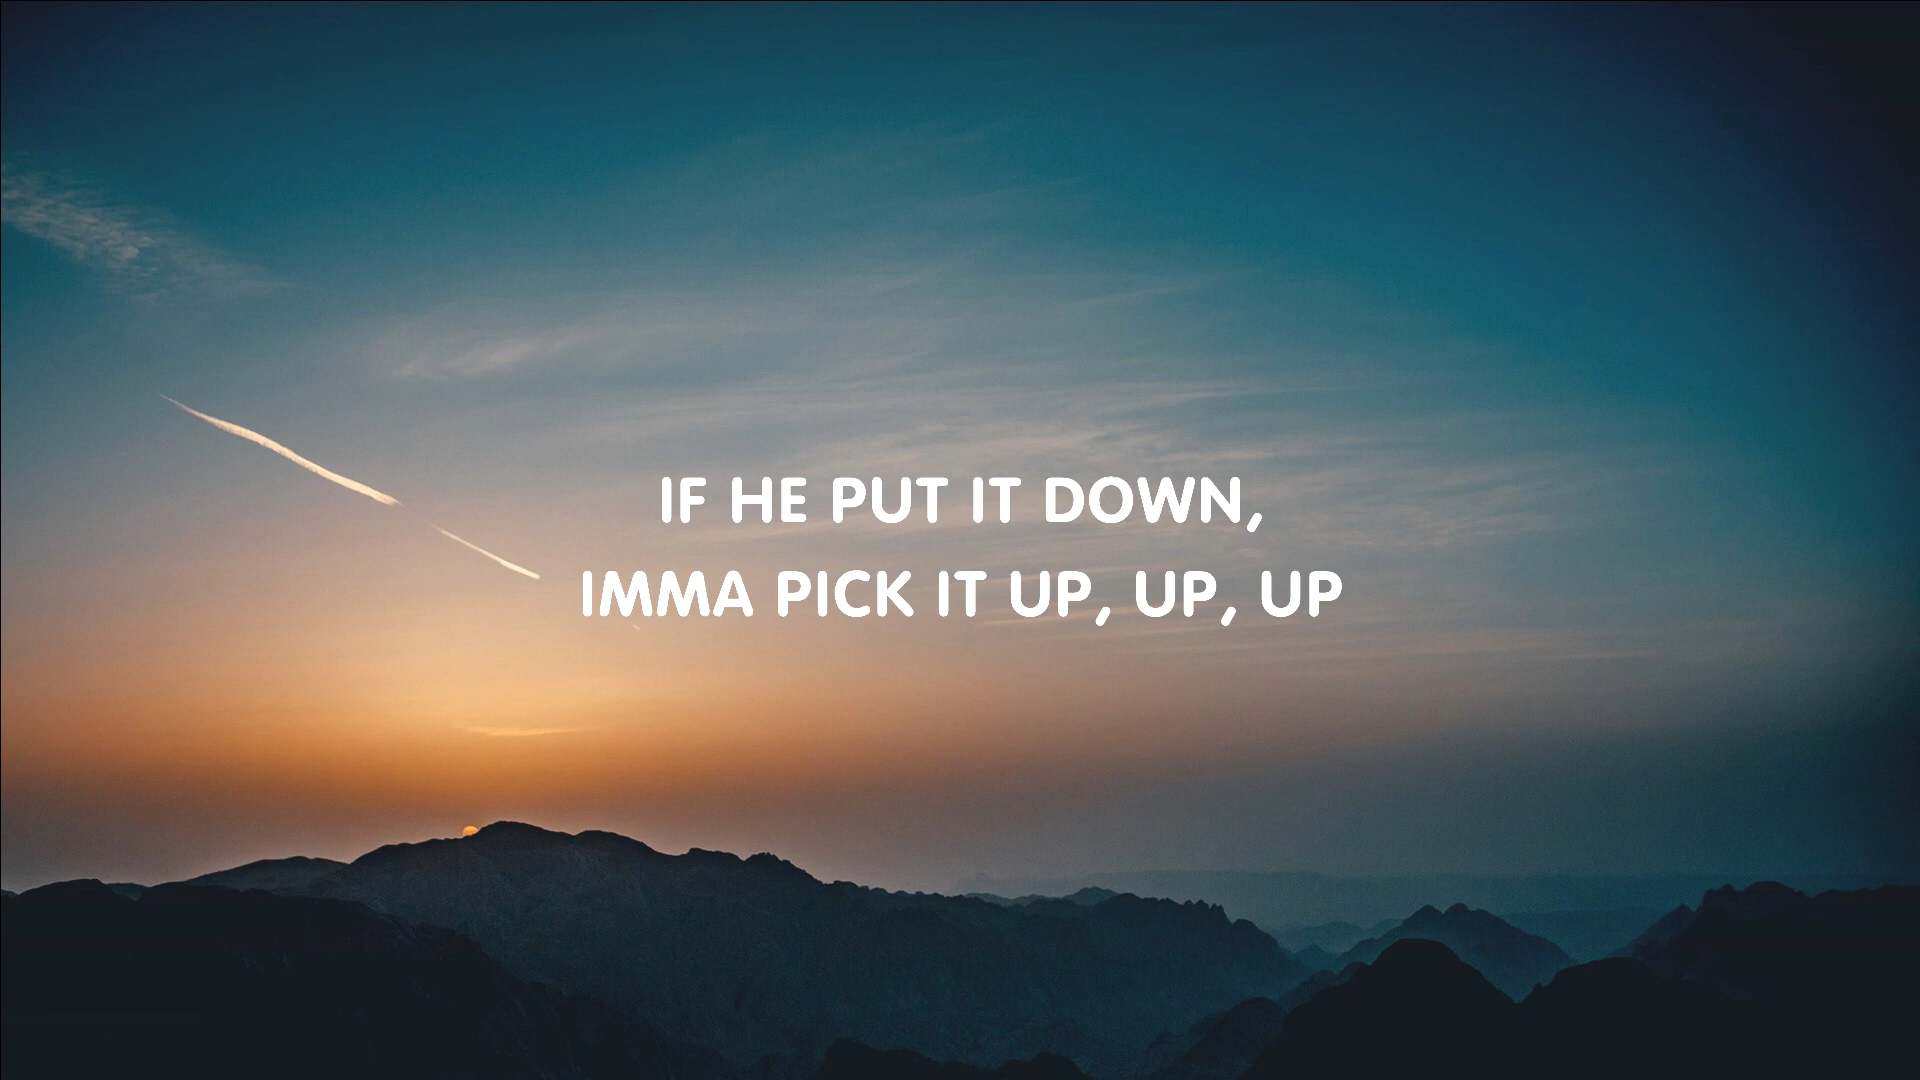 IF HE PUT IT DOWN,
IMMA PICK IT UP, UP, UP